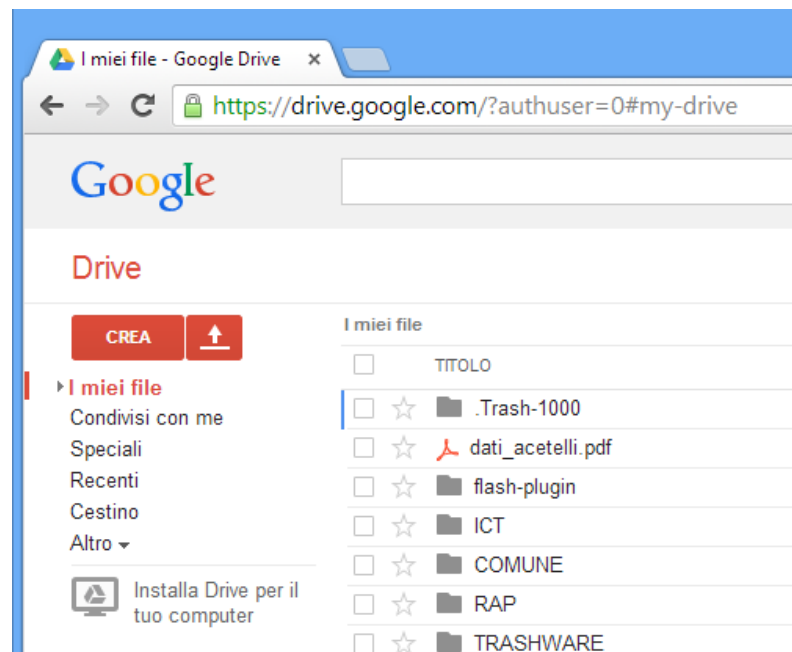 I miei file - Google Drive ×
https://drive.google.com/?authuser=0#my-drive
Google
Drive
CREA
I miei file
Condivisi con me
Speciali
Recenti
Cestino
Altro
Installa Drive per il
tuo computer
I miei file
TITOLO
.Trash-1000
dati_acetelli.pdf
flash-plugin
ICT
COMUNE
RAP
TRASHWARE